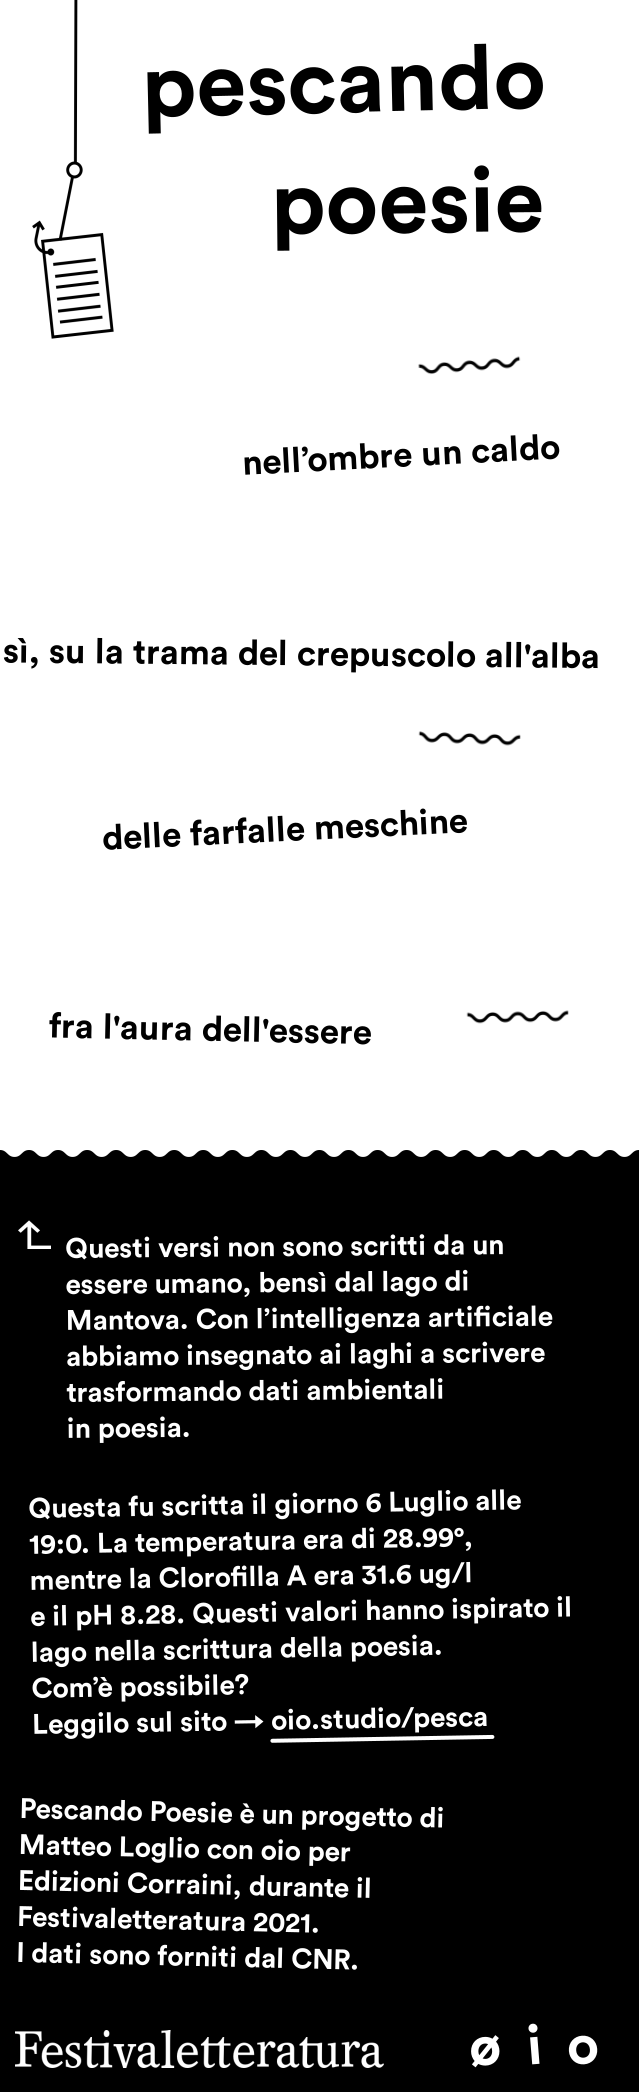 pescando
poesie
nell’ombre un caldo
sì, su la trama del crepuscolo all'alba
delle farfalle meschine
fra l'aura dell'essere
Questi versi non sono scritti da un
essere umano, bensì dal lago di
Mantova. Con l’intelligenza artificiale
abbiamo insegnato ai laghi a scrivere
trasformando dati ambientali
in poesia.
Questa fu scritta il giorno 6 Luglio alle
19:0. La temperatura era di 28.99°,
mentre la Clorofilla A era 31.6 ug/l
e il pH 8.28. Questi valori hanno ispirato il
lago nella scrittura della poesia.
Com’è possibile?
Leggilo sul sito → oio.studio/pesca
Pescando Poesie è un progetto di
Matteo Loglio con oio per
Edizioni Corraini, durante il
Festivaletteratura 2021.
I dati sono forniti dal CNR.
Festivaletteratura ø i o